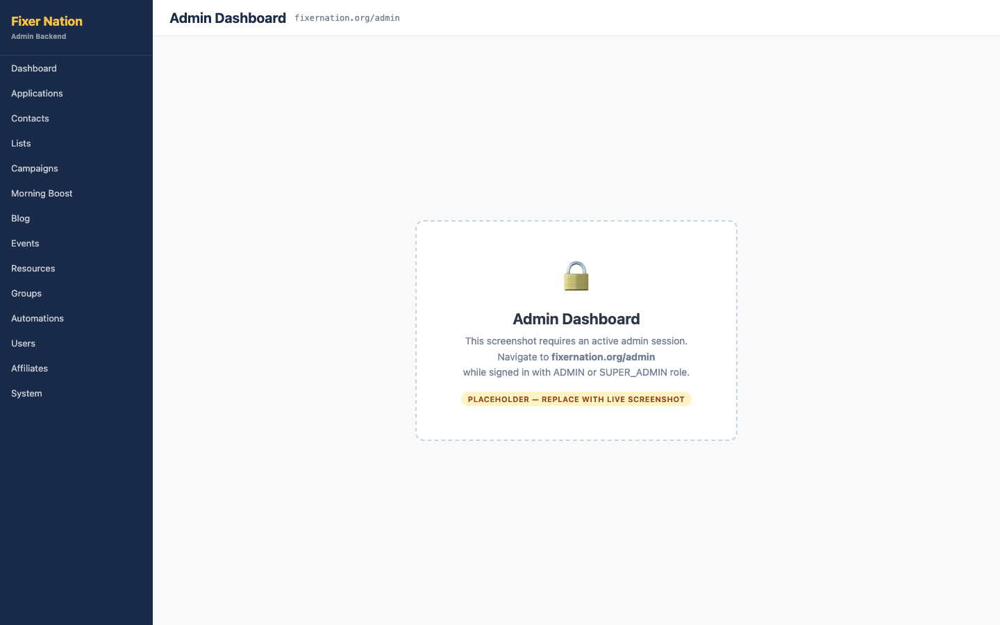 Fixer Nation
Admin Backend
Dashboard
Applications
Contacts
Lists
Campaigns
Morning Boost
Blog
Events
Resources
Groups
Automations
Users
Affiliates
System
Admin Dashboard fixernation.org/admin
Admin Dashboard
This screenshot requires an active admin session.
Navigate to fixernation.org/admin
while signed in with ADMIN or SUPER_ADMIN role.
PLACEHOLDER — REPLACE WITH LIVE SCREENSHOT